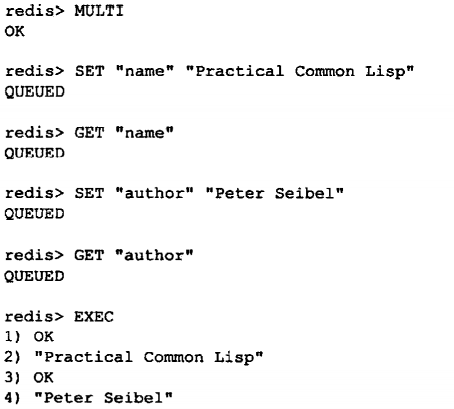 redis> MULTI
OK
redis> SET "name" "Practical Common Lisp"
QUEUED
redis> GET "name"
QUEUED
redis> SET "author" "Peter Seibel"
QUEUED
redis> GET "author"
QUEUED
redis> EXEC
1) OK
2) "Practical Common Lisp"
3) OK
4) "Peter Seibel"